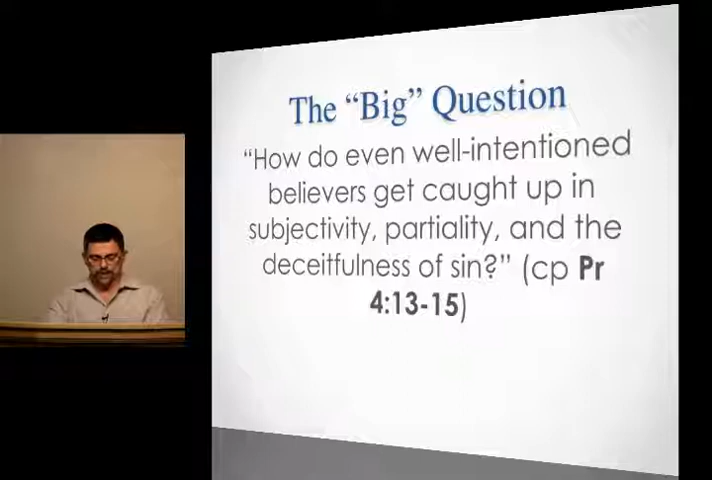 The “Big” Question
“How do even well-intentioned
believers get caught up in
subjectivity, partiality, and the
deceitfulness of sin?” (cp Pr
4:13-15)